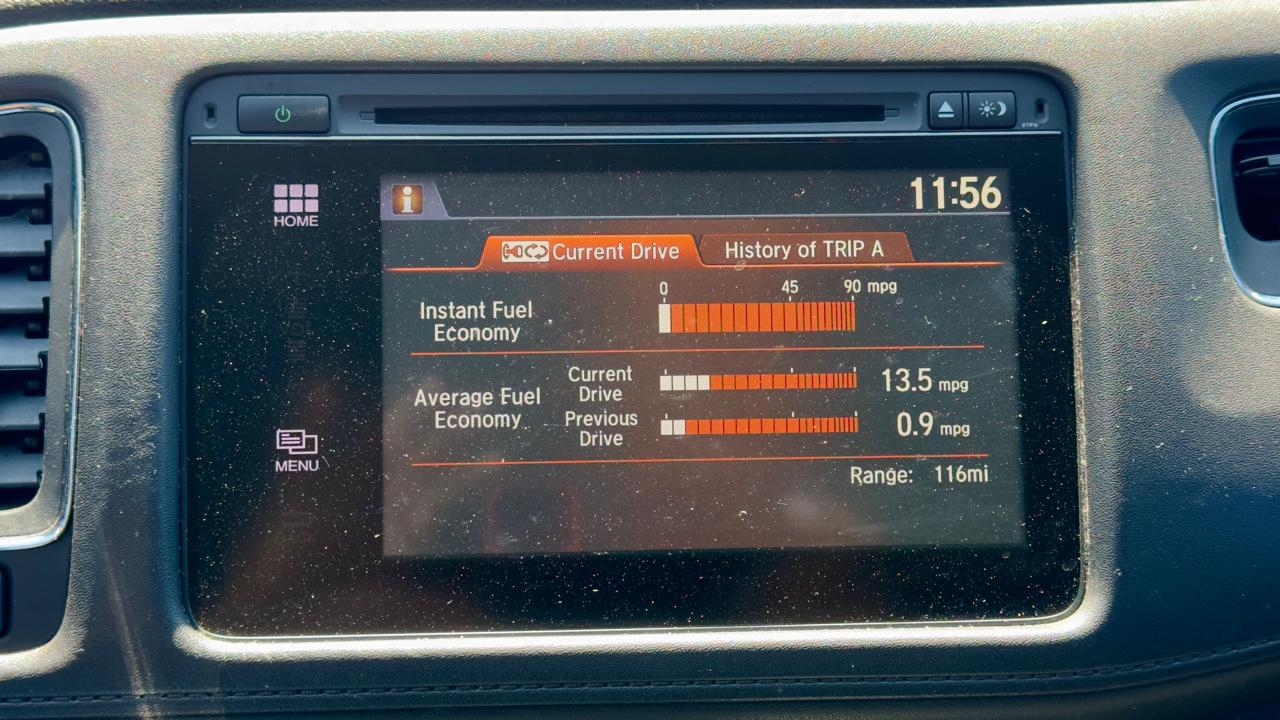 HOME
i
11:56
Current Drive
History of TRIP A
0 45 90 mpg
Instant Fuel
Economy
Average Fuel
Economy
Current
Drive
13.5 mpg
Previous
Drive
0.9 mpg
MENU
Range: 116mi